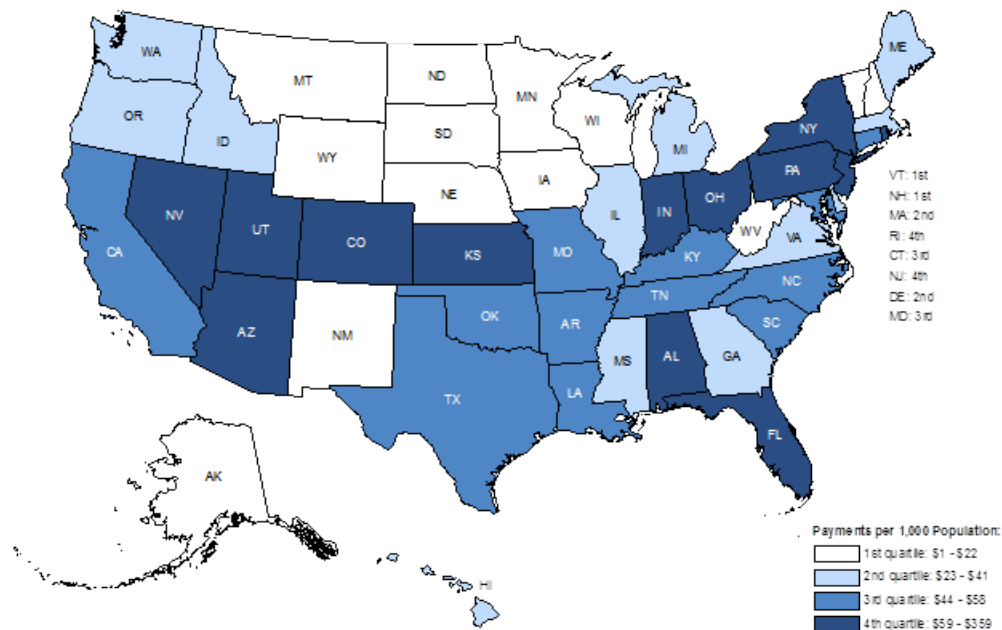 WA
MT
ND
MN
ME
OR
ID
WY
SD
WI
MI
NY
NE
IA
PA
NV
UT
CO
KS
MO
IL
IN
OH
WV
VA
KY
CA
AZ
NM
OK
AR
TN
NC
SC
TX
LA
MS
AL
GA
FL
AK
HI
VT: 1st
NH: 1st
MA: 2nd
RI: 4th
CT: 3rd
NJ: 4th
DE: 2nd
MD: 3rd
Payments per 1,000 Population:
1st quartile: $1 - $22
2nd quartile: $23 - $41
3rd quartile: $44 - $58
4th quartile: $59 - $359